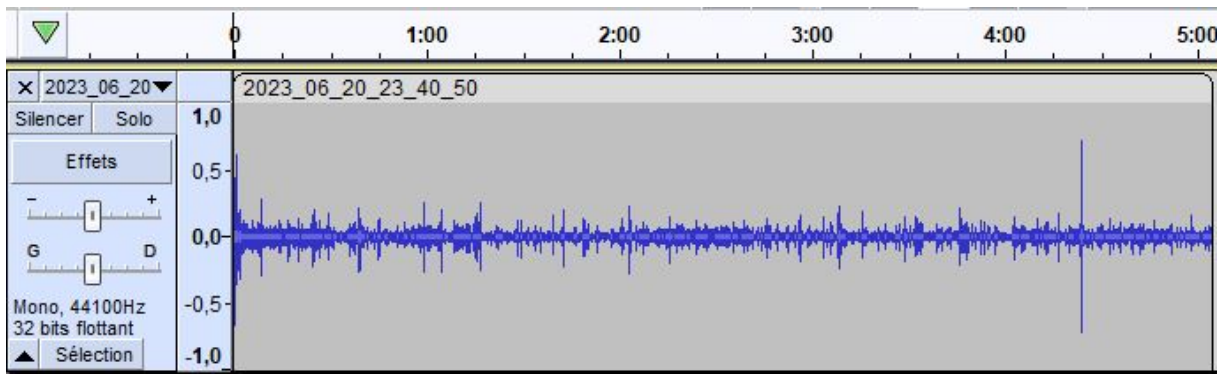 0 1:00 2:00 3:00 4:00 5:00
× 2023_06_20▼ 2023_06_20_23_40_50
Silencer Solo 1,0
Effets 0,5
- +
0,0
G D
Mono, 44100Hz -0,5
32 bits flottant
▲ Sélection -1,0